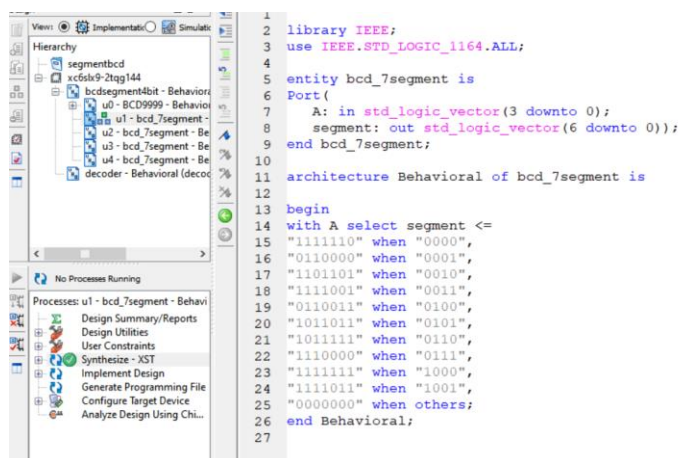 View:
Implementatic
Simulatic
Hierarchy
segmentbcd
xc6slx9-2tqg144
bcdsegment4bit - Behaviora
u0 - BCD9999 - Behavior
u1 - bcd_7segment -
u2 - bcd_7segment - Be
u3 - bcd_7segment - Be
u4 - bcd_7segment - Be
decoder - Behavioral (decoc
No Processes Running
Processes: u1 - bcd_7segment - Behavi
Design Summary/Reports
Design Utilities
User Constraints
Synthesize - XST
Implement Design
Generate Programming File
Configure Target Device
Analyze Design Using Chi...
1
2 library IEEE;
3 use IEEE.STD_LOGIC_1164.ALL;
4
5 entity bcd_7segment is
6 Port(
7 A: in std_logic_vector(3 downto 0);
8 segment: out std_logic_vector(6 downto 0));
9 end bcd_7segment;
10
11 architecture Behavioral of bcd_7segment is
12
13 begin
14 with A select segment <=
15 "1111110" when "0000",
16 "0110000" when "0001",
17 "1101101" when "0010",
18 "1111001" when "0011",
19 "0110011" when "0100",
20 "1011011" when "0101",
21 "1011111" when "0110",
22 "1110000" when "0111",
23 "1111111" when "1000",
24 "1111011" when "1001",
25 "0000000" when others;
26 end Behavioral;
27